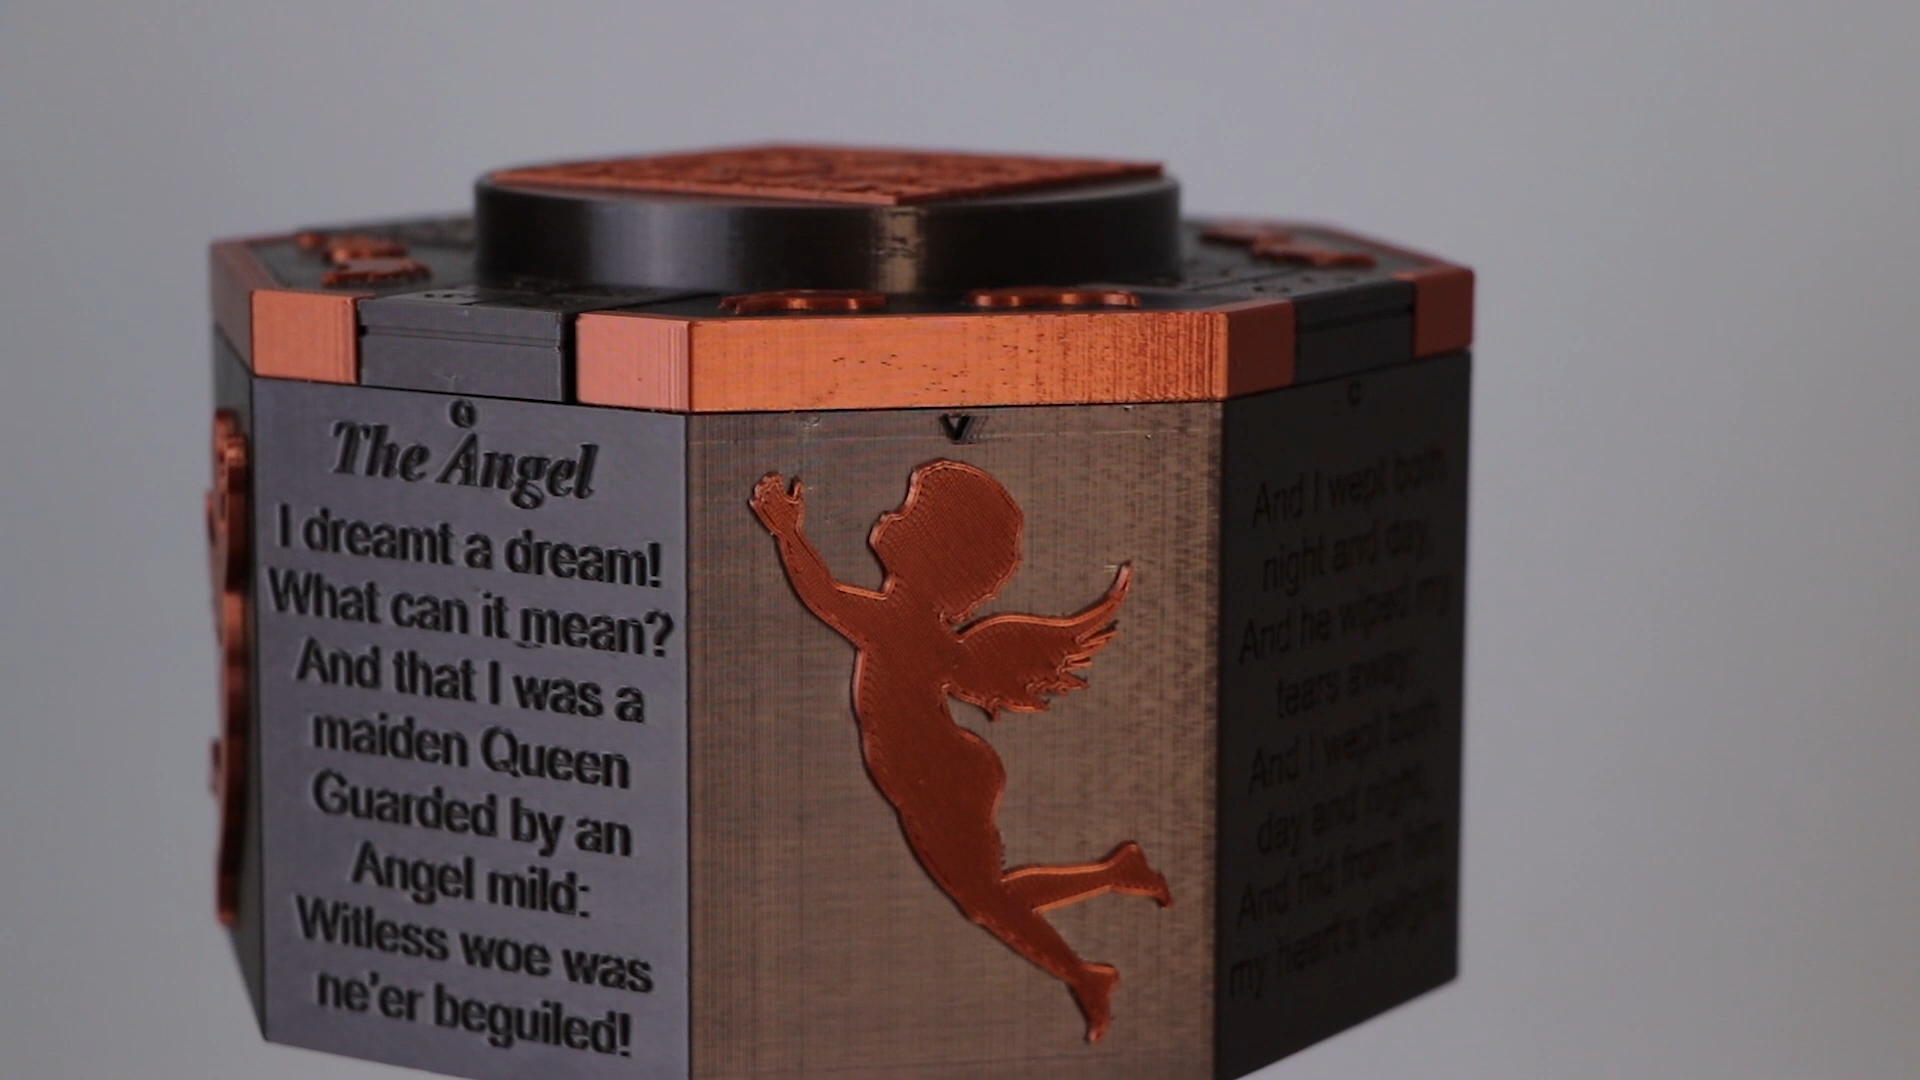 The Angel
I dreamt a dream!
What can it mean?
And that I was a
maiden Queen
Guarded by an
Angel mild:
Witless woe was
ne'er beguiled!
And I wept both
night and day,
And he wiped my
tears away;
And I wept both
day and night,
And hid from him
my heart's delight.